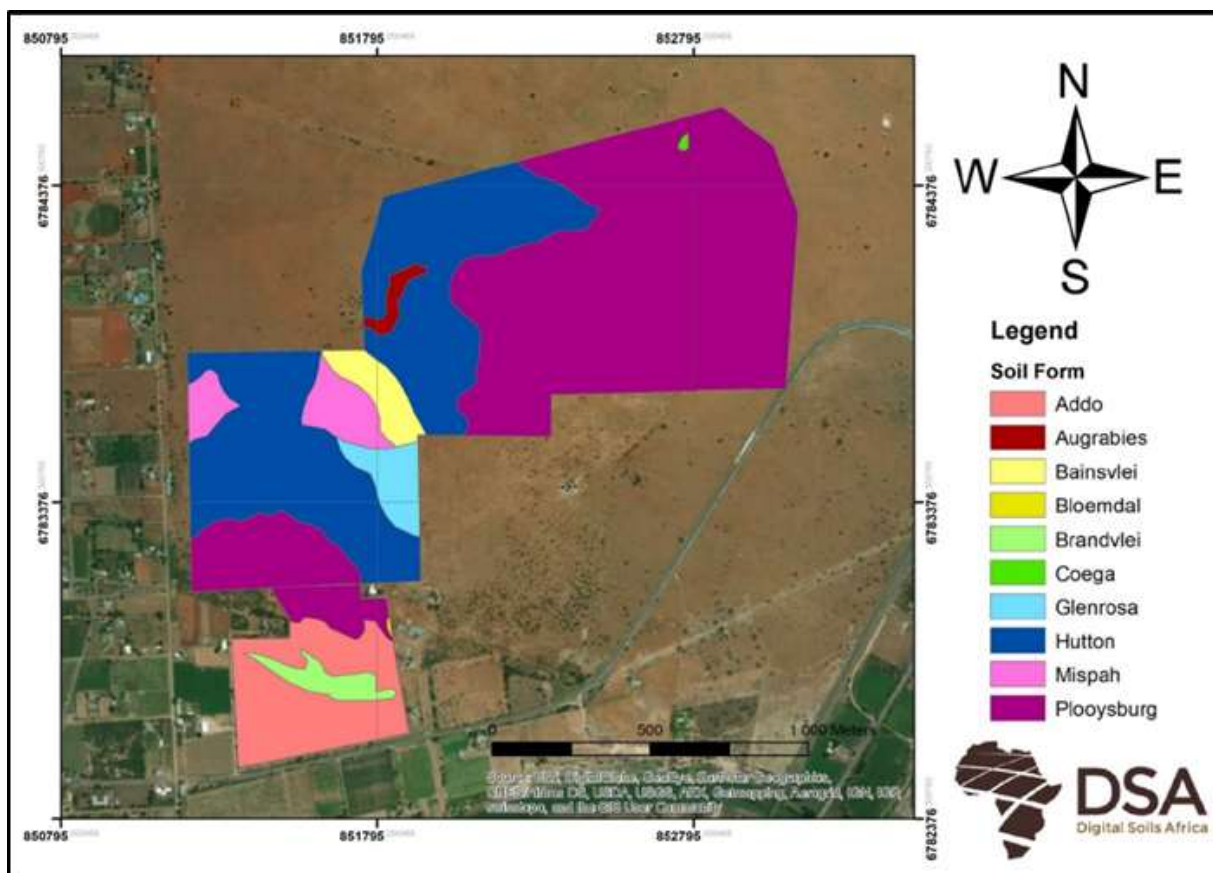 850795
851795
852795
6784376
6784376
N
W
E
S
Legend
Soil Form
Addo
Augrabies
Bainsvlei
Bloemdal
Brandvlei
Coega
Glenrosa
Hutton
Mispah
Plooysburg
6783376
6783376
0 500 1 000 Meters
DSA
Digital Soils Africa
6782376
850795
851795
852795